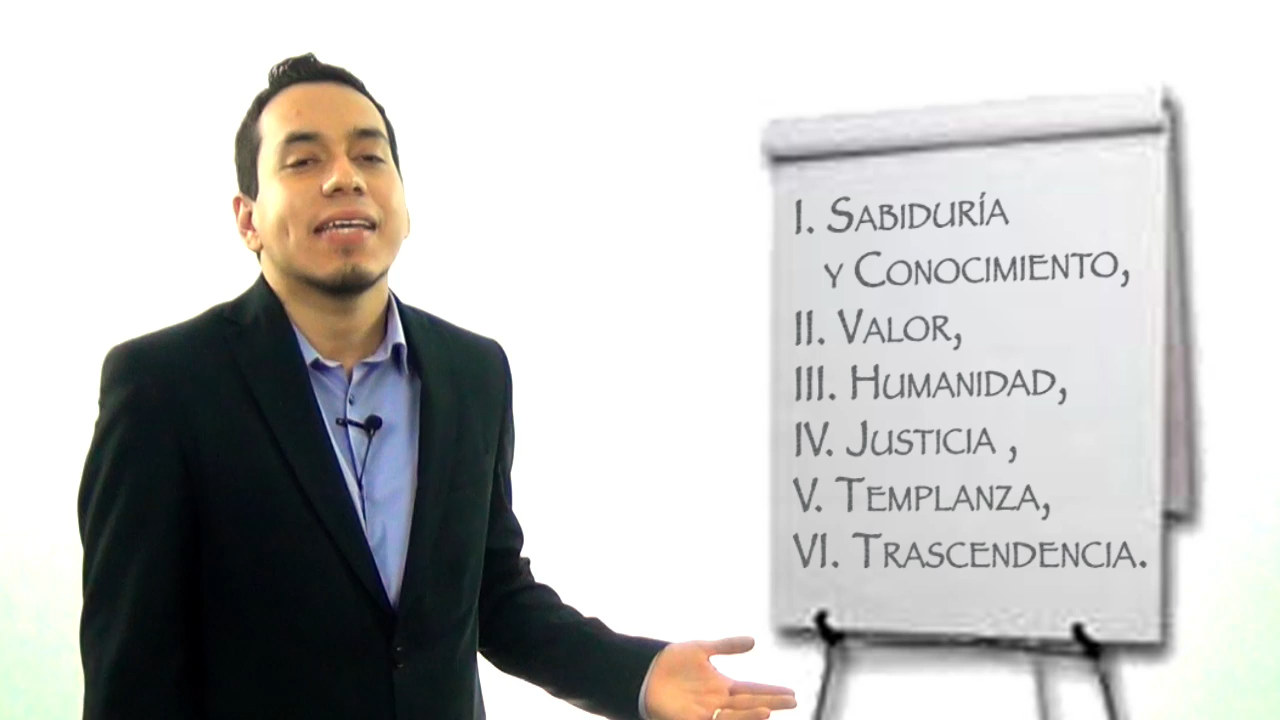 I. SABIDURÍA
Y CONOCIMIENTO,
II. VALOR,
III. HUMANIDAD,
IV. JUSTICIA ,
V. TEMPLANZA,
VI. TRASCENDENCIA.